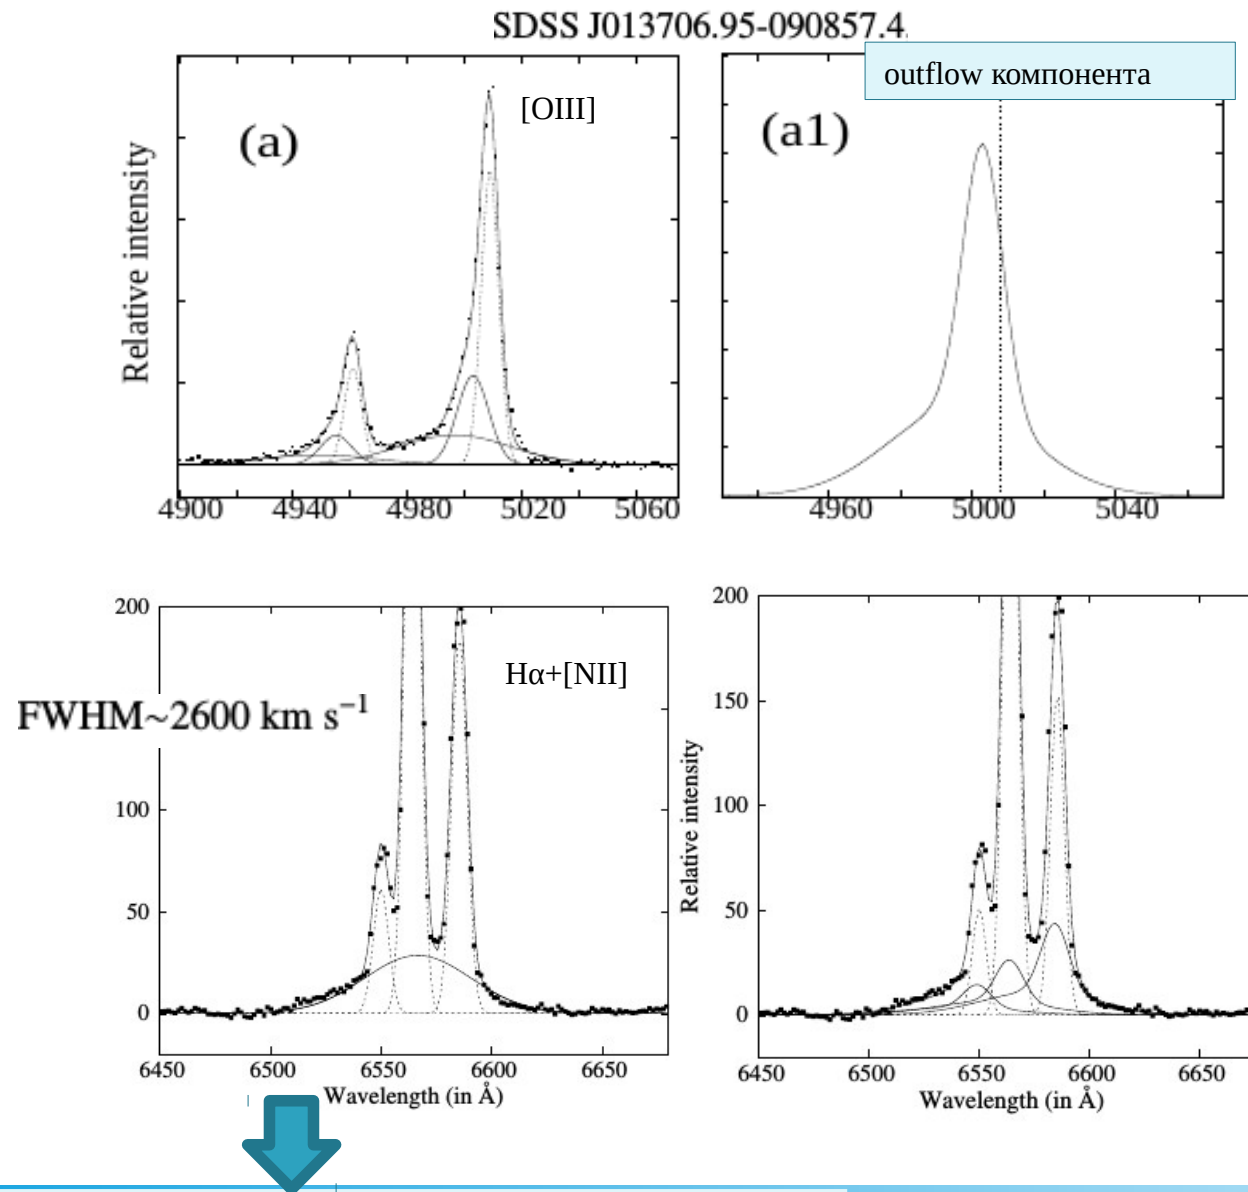 SDSS J013706.95-090857.4
outflow компонента
[OIII]
(a)
(a1)
Relative intensity
4900 4940 4980 5020 5060
4960 5000 5040
200
200
Hα+[NII]
150
FWHM~2600 km s⁻¹
Relative intensity
100
100
50
50
0
0
6450 6500 6550 6600 6650
6450 6500 6550 6600 6650
Wavelength (in Å)
Wavelength (in Å)